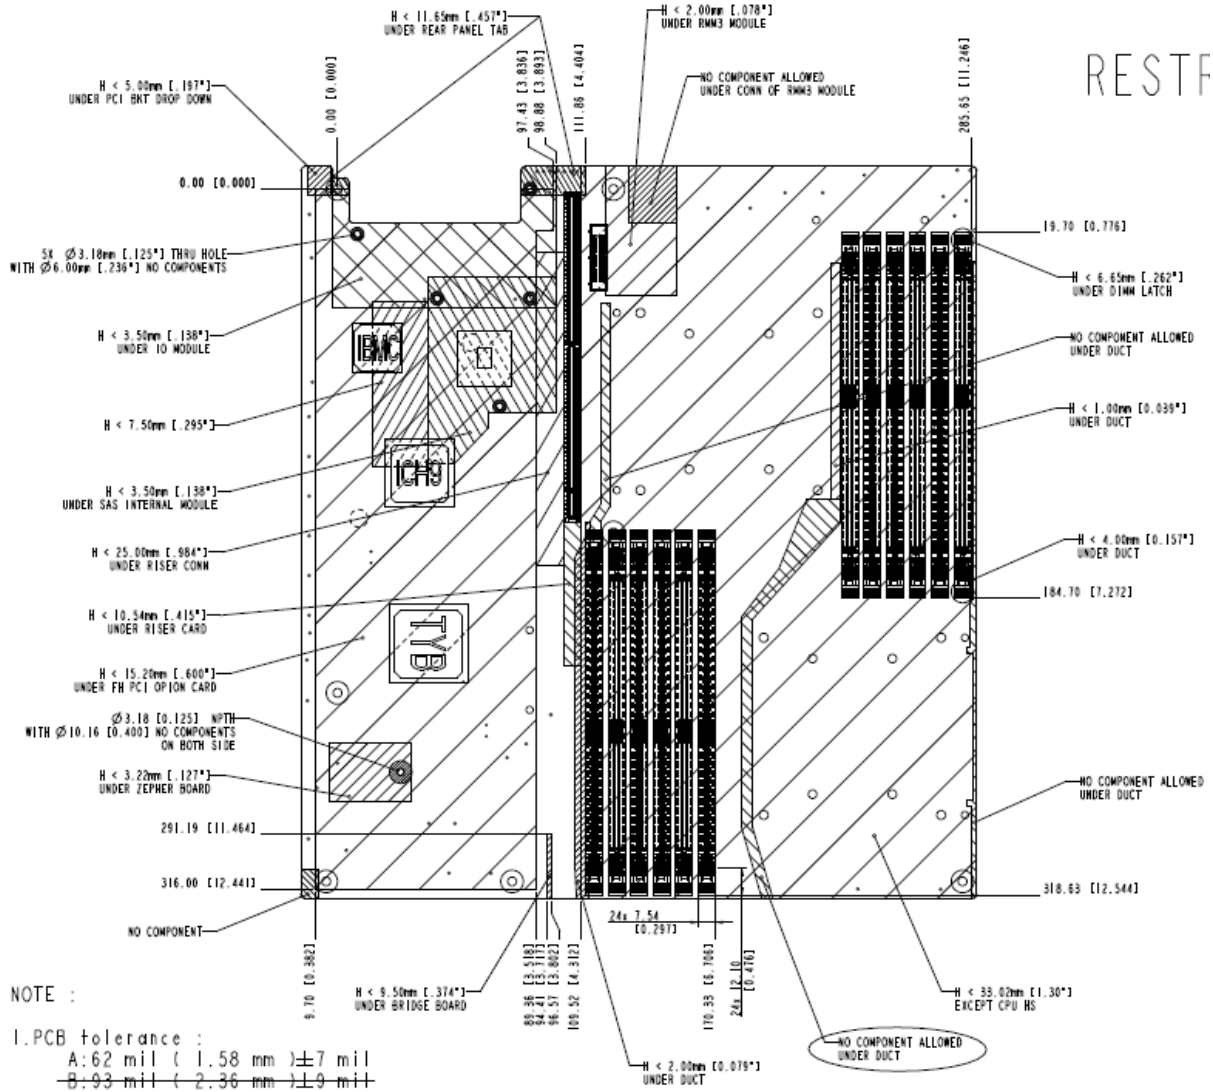 H < 11.65mm [.457"]
UNDER REAR PANEL TAB
H < 2.00mm [.078"]
UNDER RMM3 MODULE
RESTR
NO COMPONENT ALLOWED
UNDER CONN OF RMM3 MODULE
H < 5.00mm [.197"]
UNDER PCI BKT DROP DOWN
0.00 [0.000]
97.43 [3.836]
98.88 [3.893]
111.86 [4.404]
285.65 [11.246]
0.00 [0.000]
19.70 [0.776]
5X Ø3.18mm [.125"] THRU HOLE
WITH Ø6.00mm [.236"] NO COMPONENTS
H < 6.65mm [.262"]
UNDER DIMM LATCH
H < 3.50mm [.138"]
UNDER IO MODULE
IBMC
NO COMPONENT ALLOWED
UNDER DUCT
H < 7.50mm [.295"]
H < 1.00mm [0.039"]
UNDER DUCT
ICH9
H < 3.50mm [.138"]
UNDER SAS INTERNAL MODULE
H < 25.00mm [.984"]
UNDER RISER CONN
H < 4.00mm [0.157"]
UNDER DUCT
184.70 [7.272]
H < 10.54mm [.415"]
UNDER RISER CARD
TYB
H < 15.20mm [.600"]
UNDER FH PCI OPION CARD
Ø3.18 [0.125] NPTH
WITH Ø10.16 [0.400] NO COMPONENTS
ON BOTH SIDE
H < 3.22mm [.127"]
UNDER ZEPHER BOARD
NO COMPONENT ALLOWED
UNDER DUCT
291.19 [11.464]
316.00 [12.441]
318.63 [12.544]
NO COMPONENT
24x 7.54
[0.297]
9.70 [0.382]
89.36 [3.518]
94.41 [3.717]
96.57 [3.802]
109.52 [4.312]
170.33 [6.706]
24x 12.10
[0.476]
H < 9.50mm [.374"]
UNDER BRIDGE BOARD
H < 33.02mm [1.30"]
EXCEPT CPU HS
NO COMPONENT ALLOWED
UNDER DUCT
H < 2.00mm [0.079"]
UNDER DUCT
NOTE :
1.PCB tolerance :
A:62 mil ( 1.58 mm )±7 mil
B:93 mil ( 2.36 mm )±9 mil